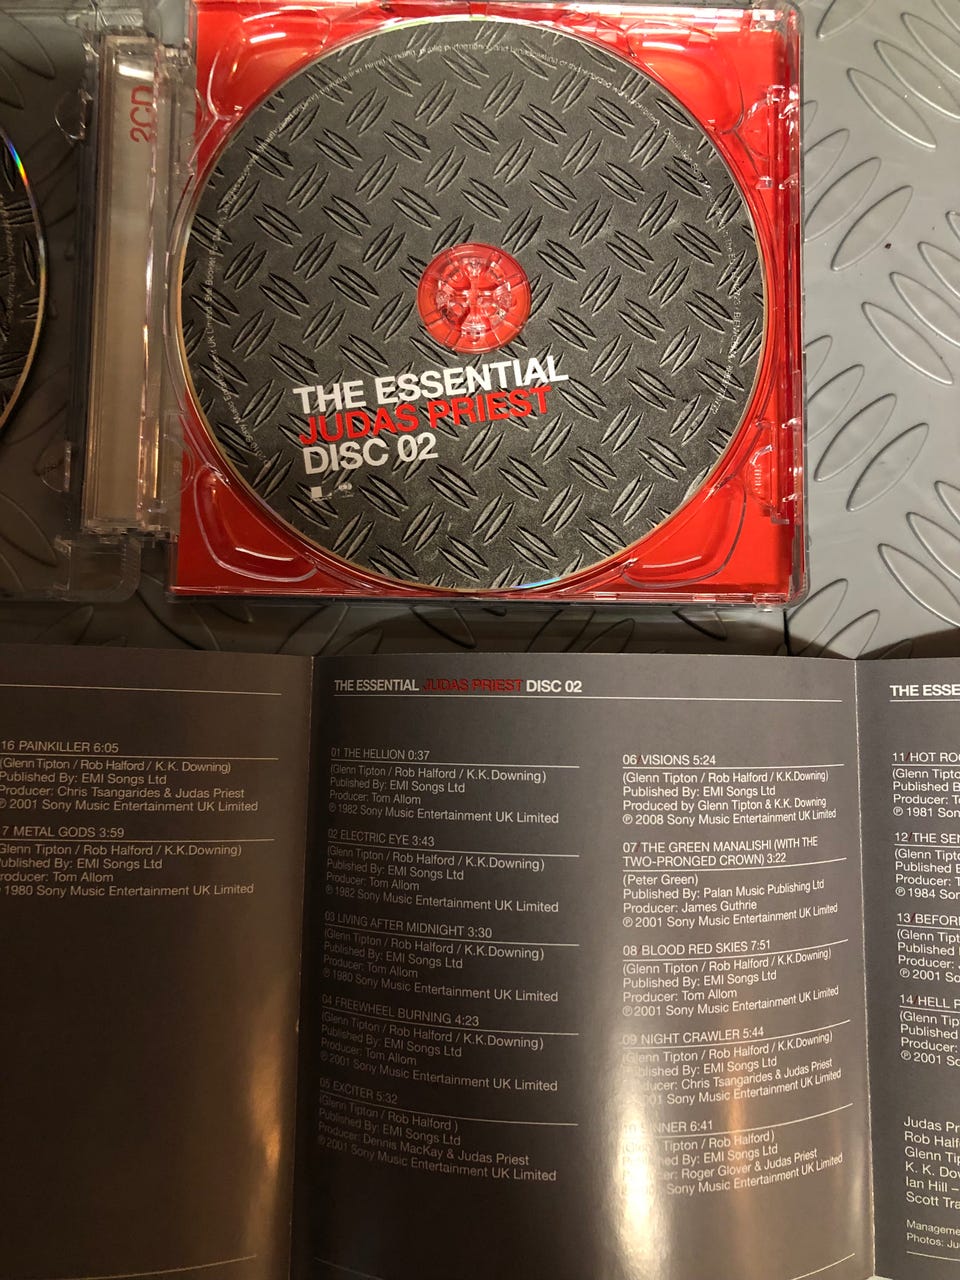 2CD
THE ESSENTIAL
JUDAS PRIEST
DISC 02
16 PAINKILLER 6:05
(Glenn Tipton / Rob Halford / K.K. Downing)
Published By: EMI Songs Ltd
Producer: Chris Tsangarides & Judas Priest
℗ 2001 Sony Music Entertainment UK Limited
7 METAL GODS 3:59
(Glenn Tipton / Rob Halford / K.K.Downing)
Published By: EMI Songs Ltd
Producer: Tom Allom
1980 Sony Music Entertainment UK Limited
THE ESSENTIAL JUDAS PRIEST DISC 02
01 THE HELLION 0:37
(Glenn Tipton / Rob Halford / K.K.Downing)
Published By: EMI Songs Ltd
Producer: Tom Allom
℗ 1982 Sony Music Entertainment UK Limited
02 ELECTRIC EYE 3:43
(Glenn Tipton / Rob Halford / K.K.Downing)
Published By: EMI Songs Ltd
Producer: Tom Allom
℗ 1982 Sony Music Entertainment UK Limited
03 LIVING AFTER MIDNIGHT 3:30
(Glenn Tipton / Rob Halford / K.K.Downing)
Published By: EMI Songs Ltd
Producer: Tom Allom
℗ 1980 Sony Music Entertainment UK Limited
04 FREEWHEEL BURNING 4:23
(Glenn Tipton / Rob Halford / K.K.Downing)
Published By: EMI Songs Ltd
Producer: Tom Allom
℗ 2001 Sony Music Entertainment UK Limited
05 EXCITER 5:32
(Glenn Tipton / Rob Halford )
Published By: EMI Songs Ltd
Producer: Dennis MacKay & Judas Priest
℗ 2001 Sony Music Entertainment UK Limited
06 VISIONS 5:24
(Glenn Tipton / Rob Halford / K.K.Downing)
Published By: EMI Songs Ltd
Produced by Glenn Tipton & K.K. Downing
℗ 2008 Sony Music Entertainment UK Limited
07 THE GREEN MANALISHI (WITH THE
TWO-PRONGED CROWN) 3:22
(Peter Green)
Published By: Palan Music Publishing Ltd
Producer: James Guthrie
℗ 2001 Sony Music Entertainment UK Limited
08 BLOOD RED SKIES 7:51
(Glenn Tipton / Rob Halford / K.K.Downing)
Published By: EMI Songs Ltd
Producer: Tom Allom
℗ 2001 Sony Music Entertainment UK Limited
09 NIGHT CRAWLER 5:44
(Glenn Tipton / Rob Halford / K.K.Downing)
Published By: EMI Songs Ltd
Producer: Chris Tsangarides & Judas Priest
℗ 2001 Sony Music Entertainment UK Limited
10 SINNER 6:41
(Glenn Tipton / Rob Halford)
Published By: EMI Songs Ltd
Producer: Roger Glover & Judas Priest
Sony Music Entertainment UK Limited
THE ESSE
11 HOT ROC
(Glenn Tipto
Published B
Producer: To
℗ 1981 Son
12 THE SEN
(Glenn Tipto
Published E
Producer: T
℗ 1984 Son
13 BEFORE
(Glenn Tipt
Published
Producer:
℗ 2001 So
14 HELL P
(Glenn Tip
Published
Producer:
℗ 2001 So
Judas Pr
Rob Half
Glenn Tip
K. K. Dow
Ian Hill –
Scott Tra
Manageme
Photos: Ju